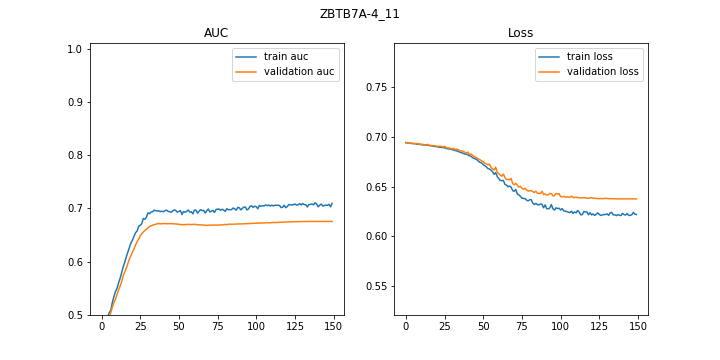 ZBTB7A-4_11
AUC
Loss
train auc
validation auc
train loss
validation loss
1.0
0.9
0.8
0.7
0.6
0.5
0 25 50 75 100 125 150
0.75
0.70
0.65
0.60
0.55
0 25 50 75 100 125 150